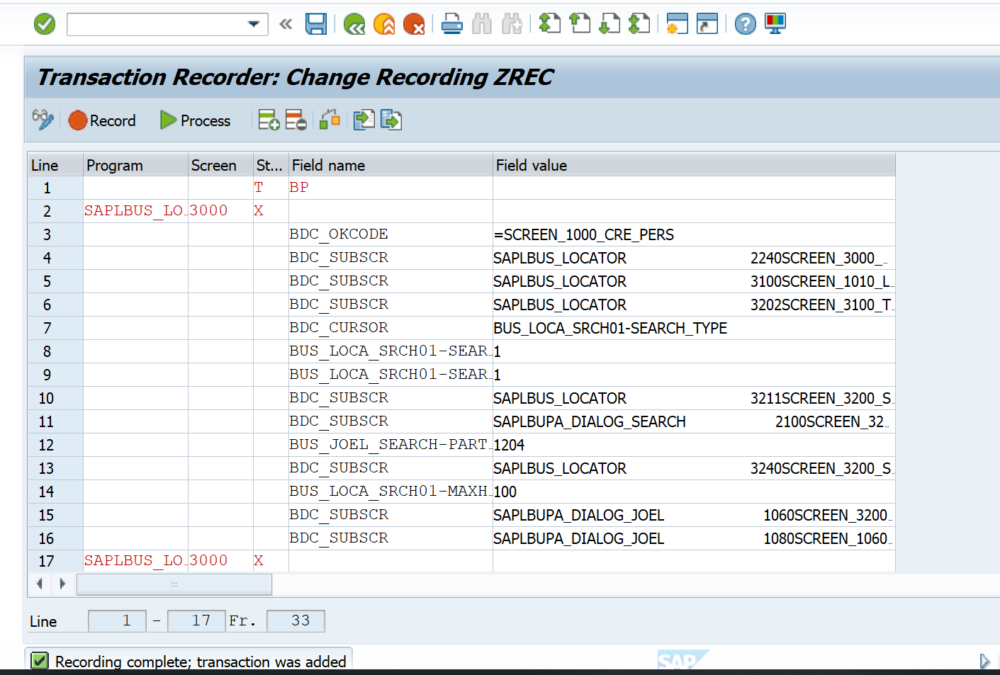 Transaction Recorder: Change Recording ZREC
Record Process
Line Program Screen St... Field name Field value
1 T BP
2 SAPLBUS_LO… 3000 X
3 BDC_OKCODE =SCREEN_1000_CRE_PERS
4 BDC_SUBSCR SAPLBUS_LOCATOR 2240SCREEN_3000_…
5 BDC_SUBSCR SAPLBUS_LOCATOR 3100SCREEN_1010_L…
6 BDC_SUBSCR SAPLBUS_LOCATOR 3202SCREEN_3100_T…
7 BDC_CURSOR BUS_LOCA_SRCH01-SEARCH_TYPE
8 BUS_LOCA_SRCH01-SEAR… 1
9 BUS_LOCA_SRCH01-SEAR… 1
10 BDC_SUBSCR SAPLBUS_LOCATOR 3211SCREEN_3200_S…
11 BDC_SUBSCR SAPLBUPA_DIALOG_SEARCH 2100SCREEN_32…
12 BUS_JOEL_SEARCH-PART… 1204
13 BDC_SUBSCR SAPLBUS_LOCATOR 3240SCREEN_3200_S…
14 BUS_LOCA_SRCH01-MAXH… 100
15 BDC_SUBSCR SAPLBUPA_DIALOG_JOEL 1060SCREEN_3200…
16 BDC_SUBSCR SAPLBUPA_DIALOG_JOEL 1080SCREEN_1060…
17 SAPLBUS_LO… 3000 X
Line 1 - 17 Fr. 33
Recording complete; transaction was added
SAP